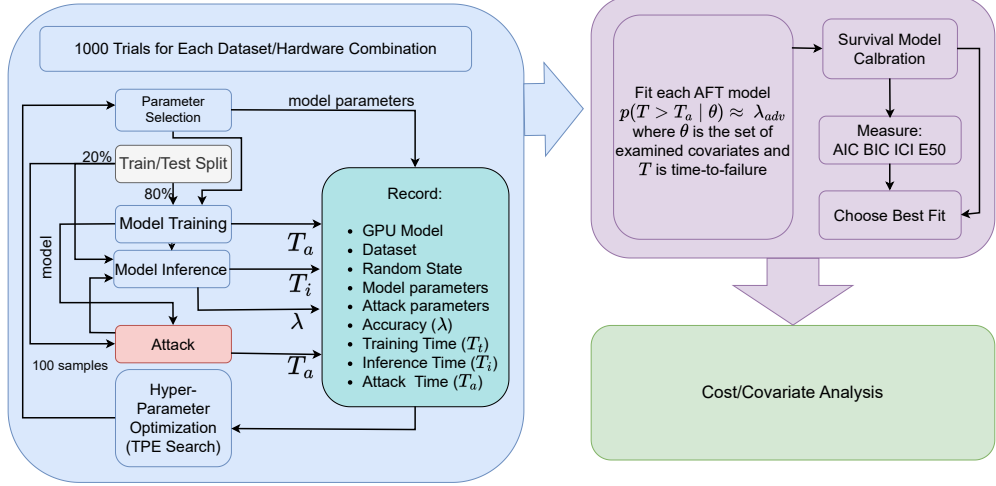 1000 Trials for Each Dataset/Hardware Combination
Parameter
Selection
model parameters
20%
Train/Test Split
80%
Model Training
T_a
model
Model Inference
T_i
λ
Attack
T_a
100 samples
Hyper-
Parameter
Optimization
(TPE Search)
Record:
• GPU Model
• Dataset
• Random State
• Model parameters
• Attack parameters
• Accuracy (λ)
• Training Time (T_t)
• Inference Time (T_i)
• Attack Time (T_a)
Fit each AFT model
p(T > T_a | θ) ≈ λ_adv
where θ is the set of
examined covariates and
T is time-to-failure
Survival Model
Calbration
Measure:
AIC BIC ICI E50
Choose Best Fit
Cost/Covariate Analysis